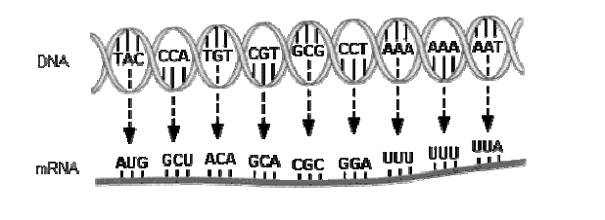 DNA TAC CCA TGT CGT GCG CCT AAA AAA AAT
mRNA AUG GCU ACA GCA CGC GGA UUU UUU UUA